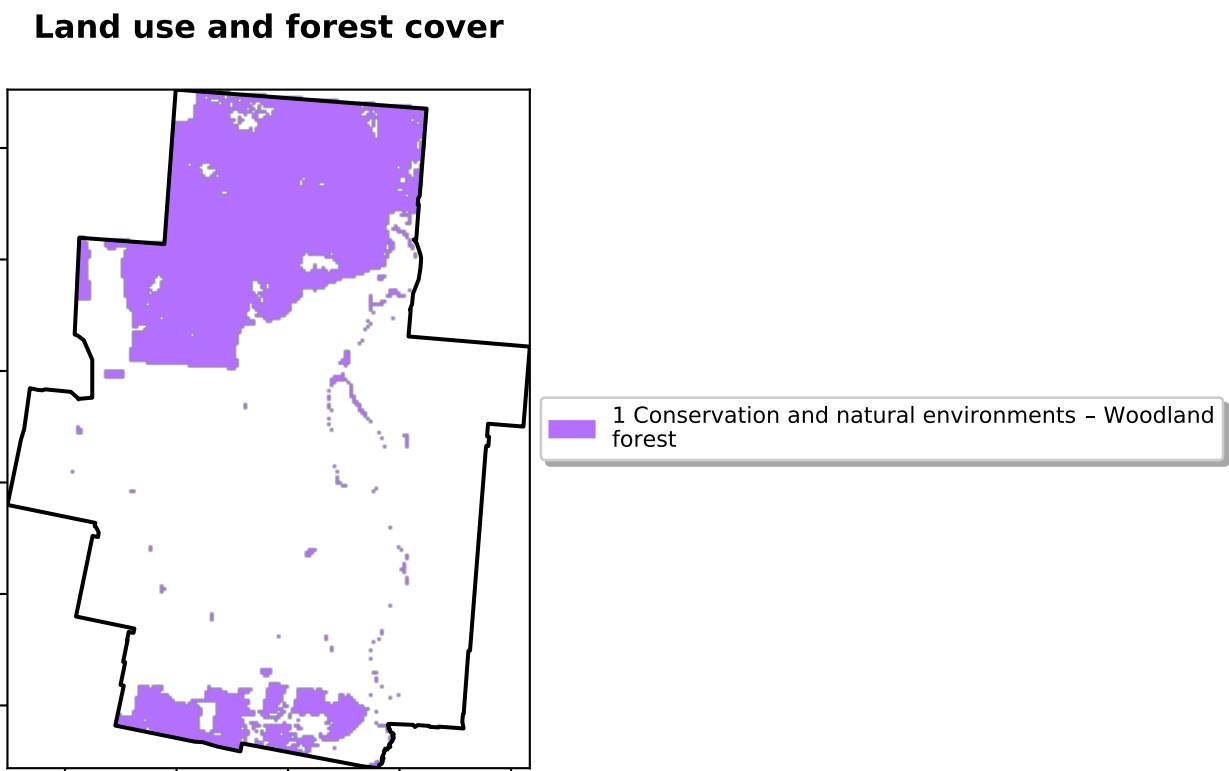 Land use and forest cover
1 Conservation and natural environments – Woodland
forest